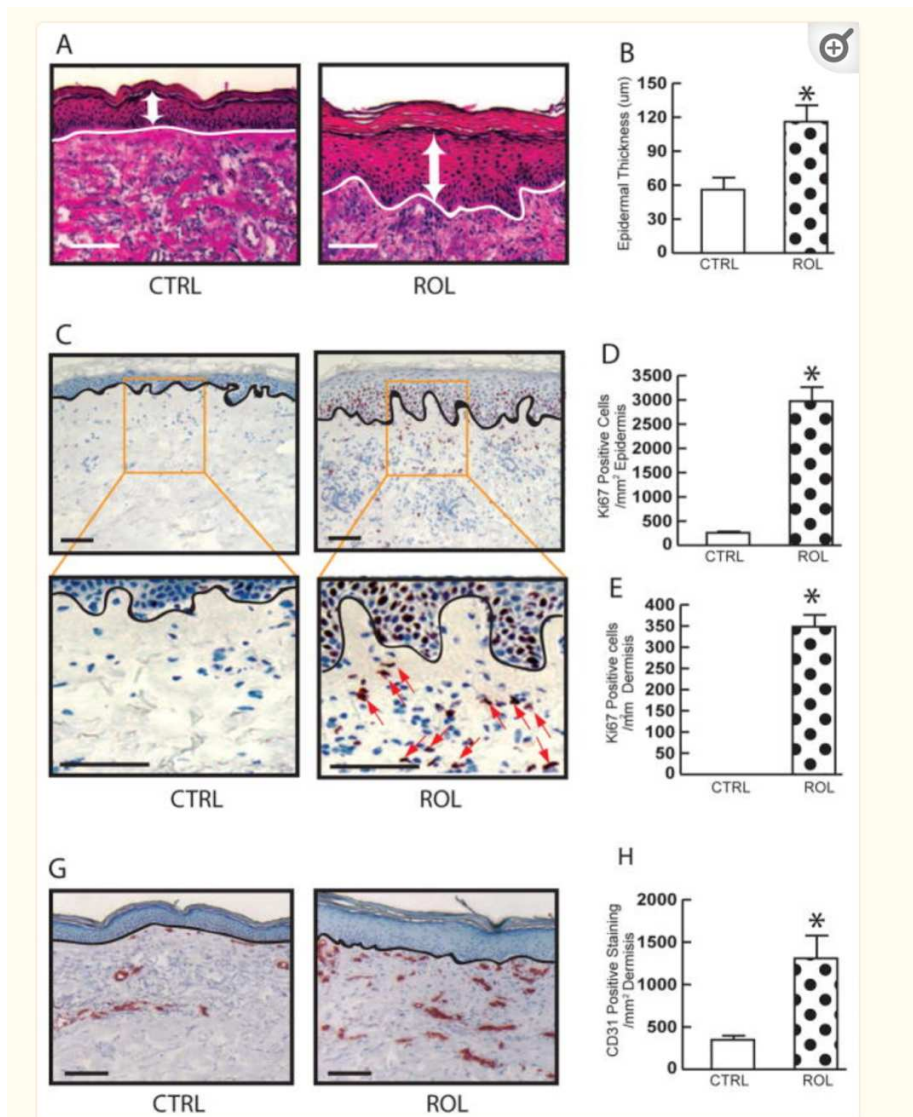 A
CTRL
ROL
B
Epidermal Thickness (um)
150
120
90
60
30
0
*
CTRL
ROL
C
CTRL
ROL
D
Ki67 Positive Cells
/mm² Epidermis
3500
3000
2500
2000
1500
1000
500
0
*
CTRL
ROL
E
Ki67 Positive cells
/mm² Dermisis
400
350
300
250
200
150
100
50
0
*
CTRL
ROL
G
CTRL
ROL
H
CD31 Positive Staining
/mm² Dermisis
2000
1500
1000
500
0
*
CTRL
ROL